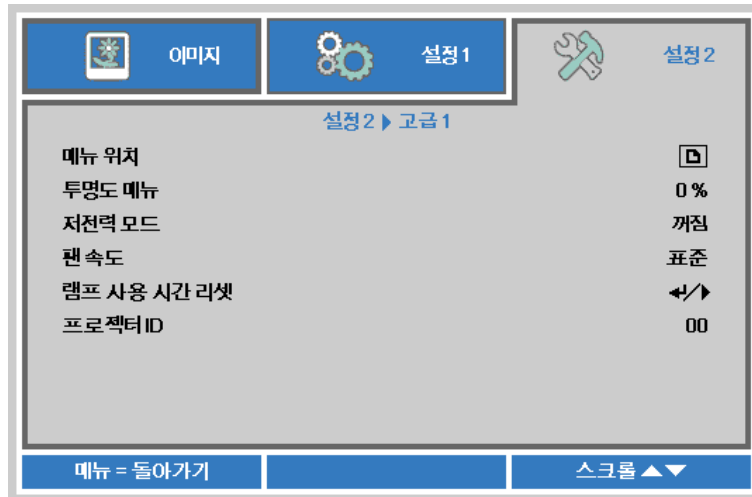 이미지 설정 1 설정 2
설정 2 ▶ 고급 1
메뉴 위치
투명도 메뉴 0 %
저전력 모드 꺼짐
팬 속도 표준
램프 사용 시간 리셋 ↵/▶
프로젝터 ID 00
메뉴 = 돌아가기 스크롤 ▲▼